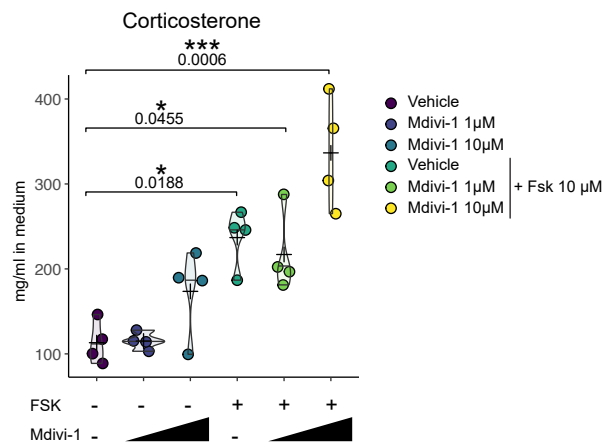 Corticosterone
***
0.0006
*
0.0455
*
0.0188
400
300
200
100
mg/ml in medium
Vehicle
Mdivi-1 1µM
Mdivi-1 10µM
Vehicle
Mdivi-1 1µM
Mdivi-1 10µM
+ Fsk 10 µM
FSK - - - + + +
Mdivi-1 - -